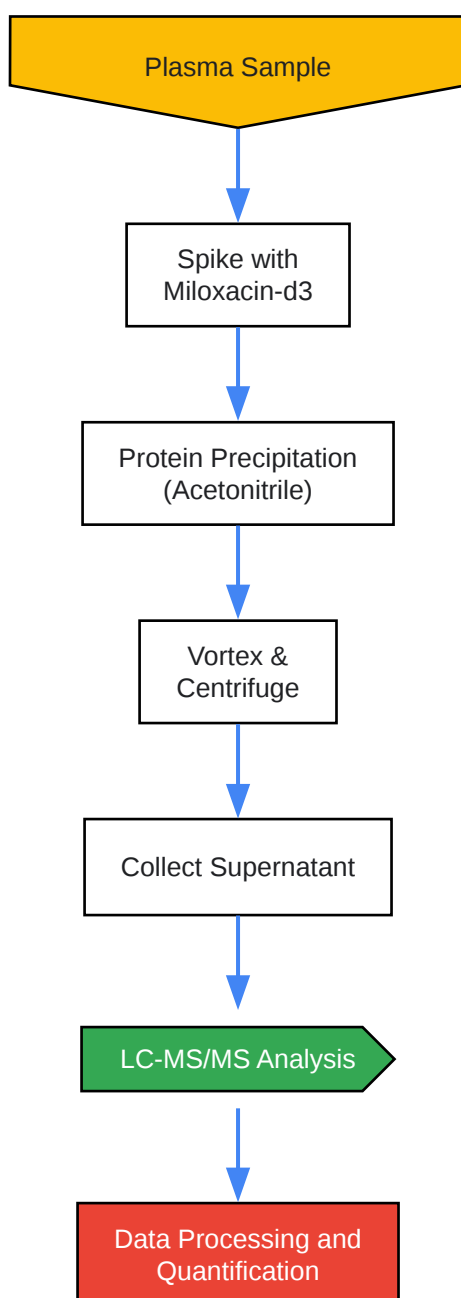 Plasma Sample
Spike with
Miloxacin-d3
Protein Precipitation
(Acetonitrile)
Vortex &
Centrifuge
Collect Supernatant
LC-MS/MS Analysis
Data Processing and
Quantification